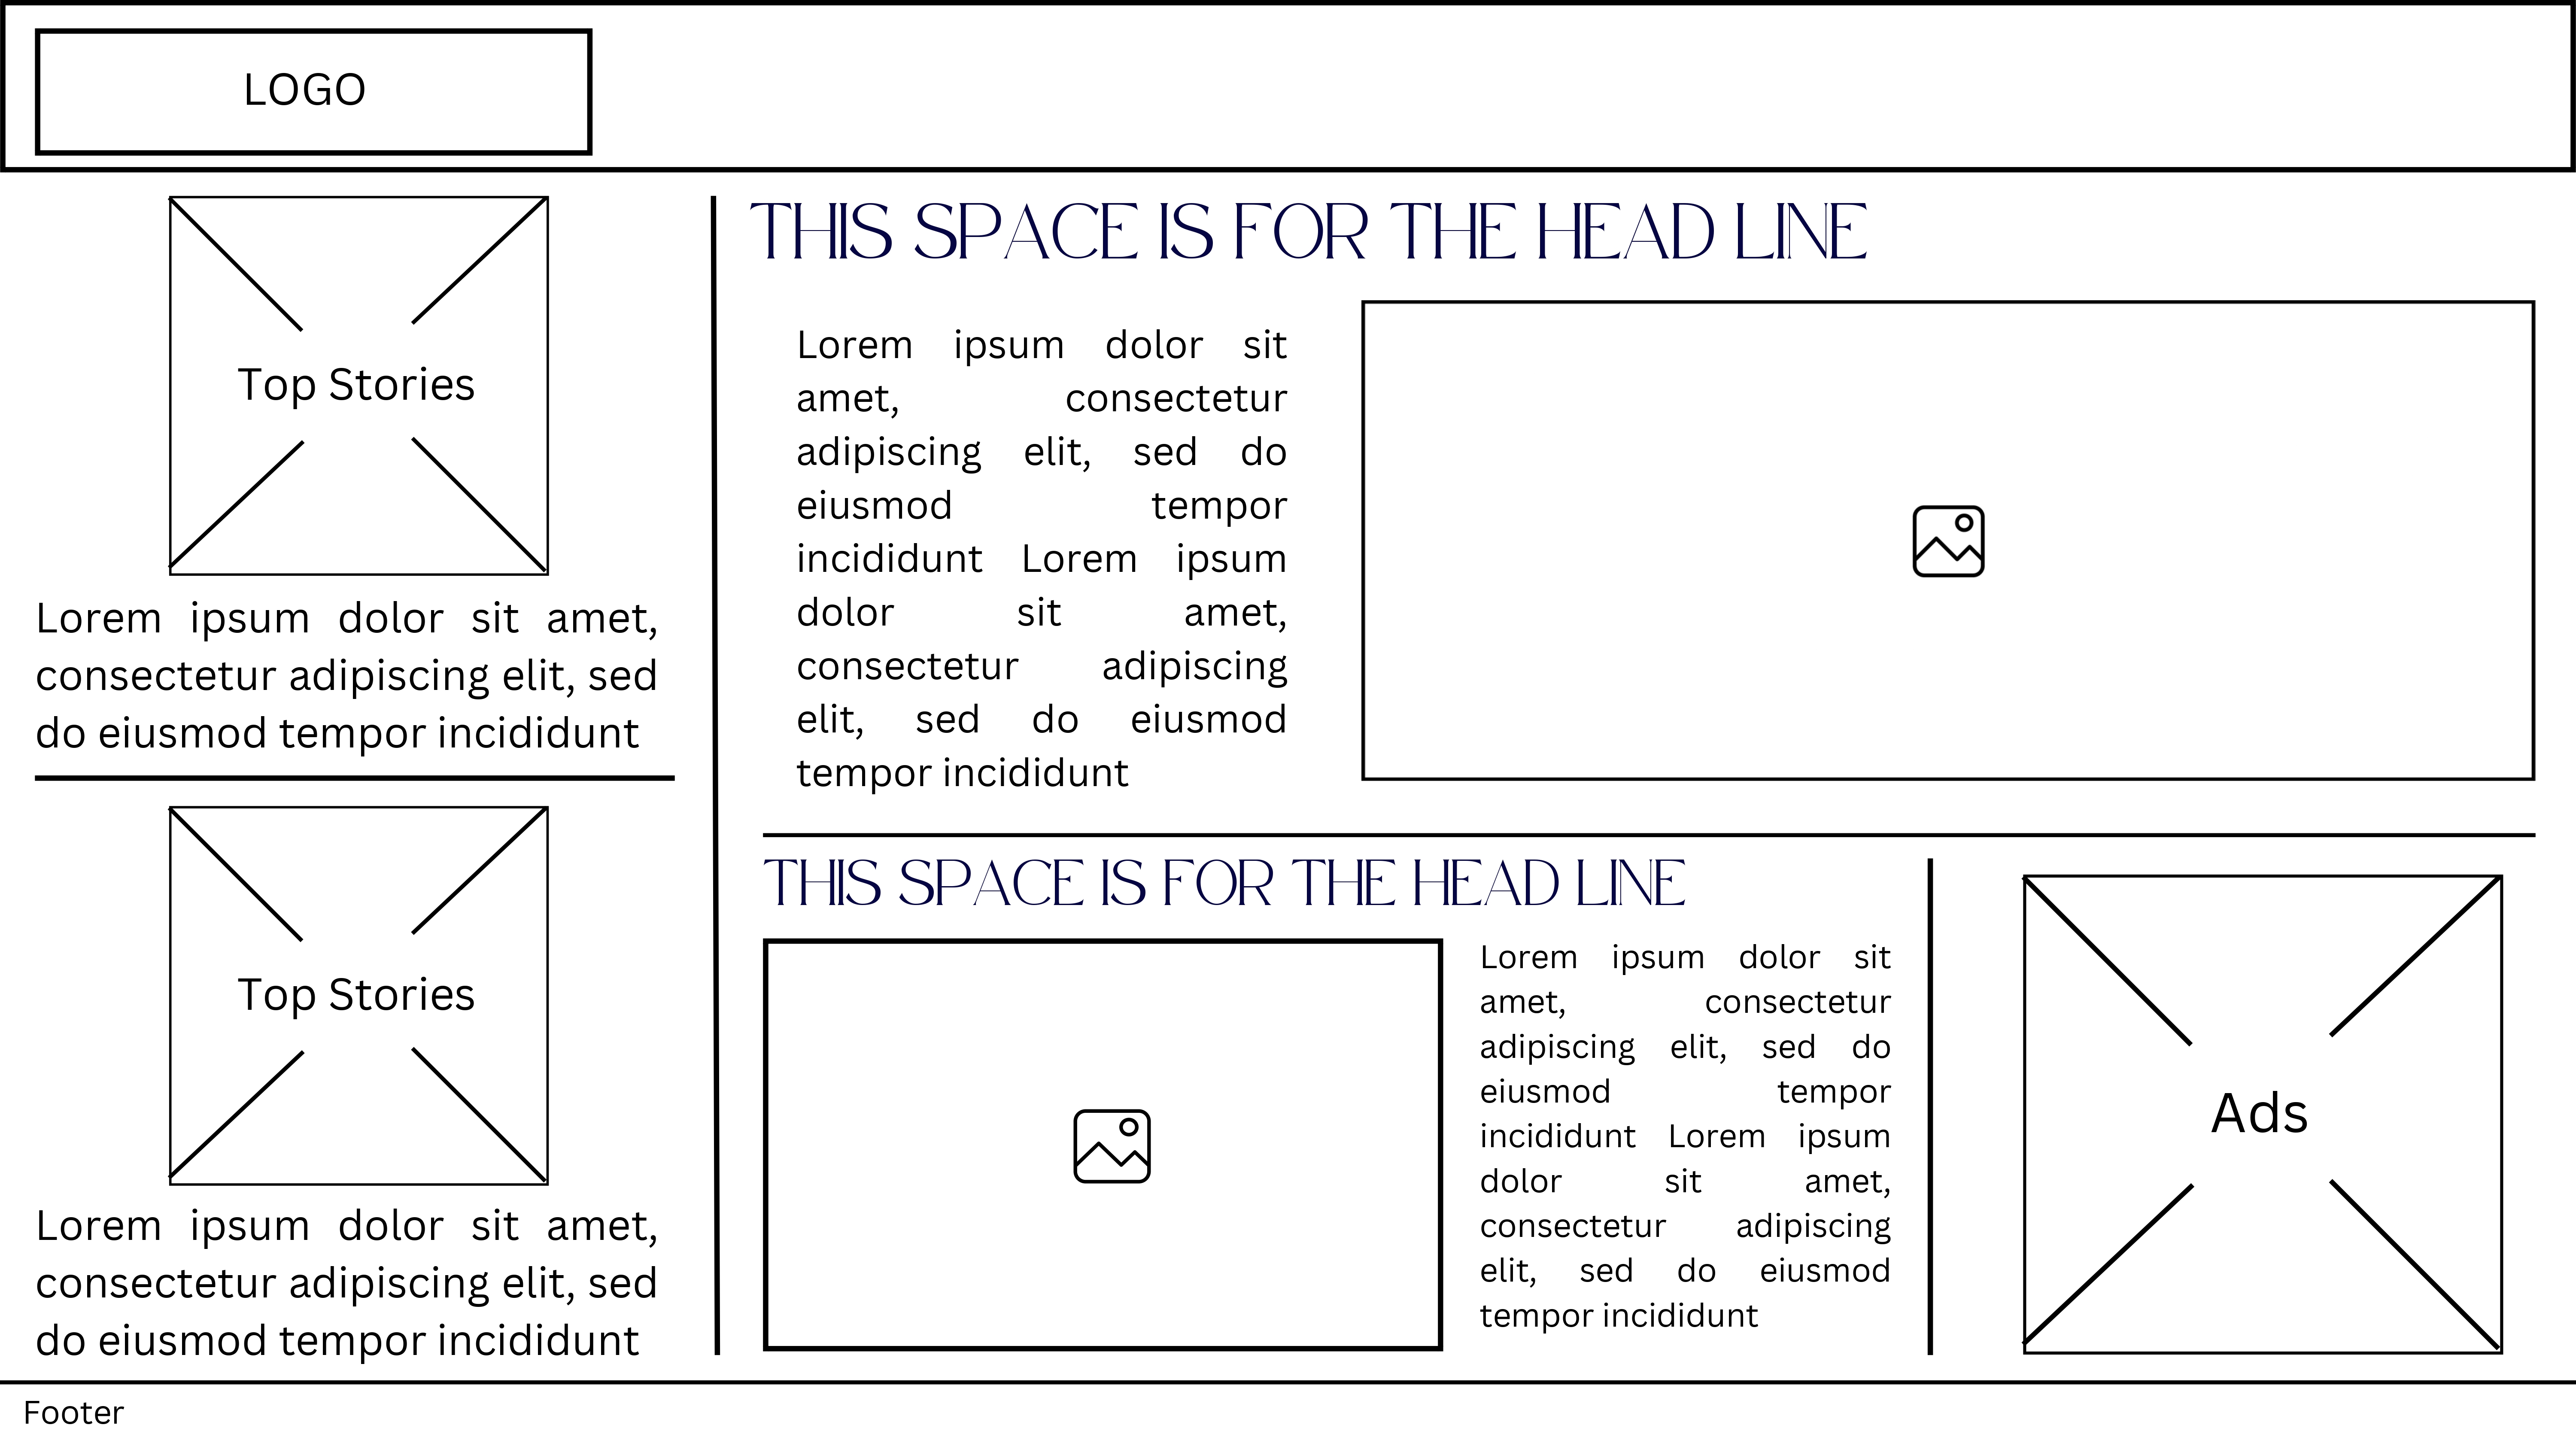 LOGO
Top Stories
Lorem ipsum dolor sit amet,
consectetur adipiscing elit, sed
do eiusmod tempor incididunt
Top Stories
Lorem ipsum dolor sit amet,
consectetur adipiscing elit, sed
do eiusmod tempor incididunt
THIS SPACE IS FOR THE HEAD LINE
Lorem ipsum dolor sit
amet, consectetur
adipiscing elit, sed do
eiusmod tempor
incididunt Lorem ipsum
dolor sit amet,
consectetur adipiscing
elit, sed do eiusmod
tempor incididunt
THIS SPACE IS FOR THE HEAD LINE
Lorem ipsum dolor sit
amet, consectetur
adipiscing elit, sed do
eiusmod tempor
incididunt Lorem ipsum
dolor sit amet,
consectetur adipiscing
elit, sed do eiusmod
tempor incididunt
Ads
Footer